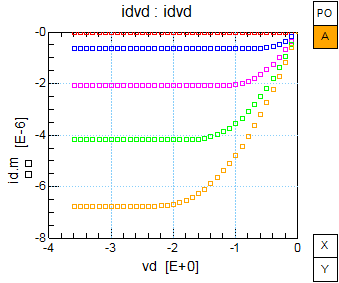 idvd : idvd
PO
A
-0
-2
-4
-6
-8
id.m [E-6]
-4
-3
-2
-1
0
vd [E+0]
X
Y